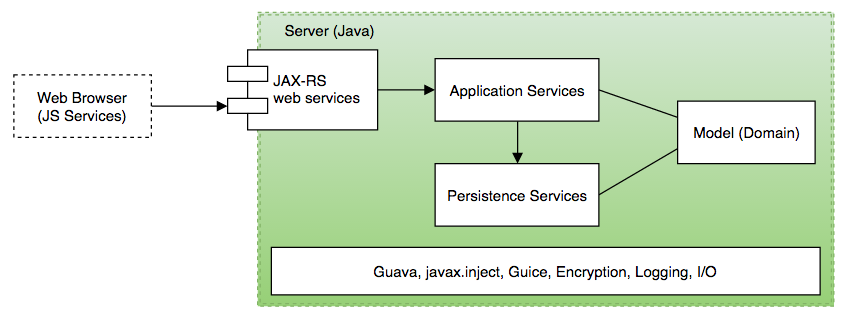 Server (Java)
Web Browser
(JS Services)
JAX-RS
web services
Application Services
Model (Domain)
Persistence Services
Guava, javax.inject, Guice, Encryption, Logging, I/O